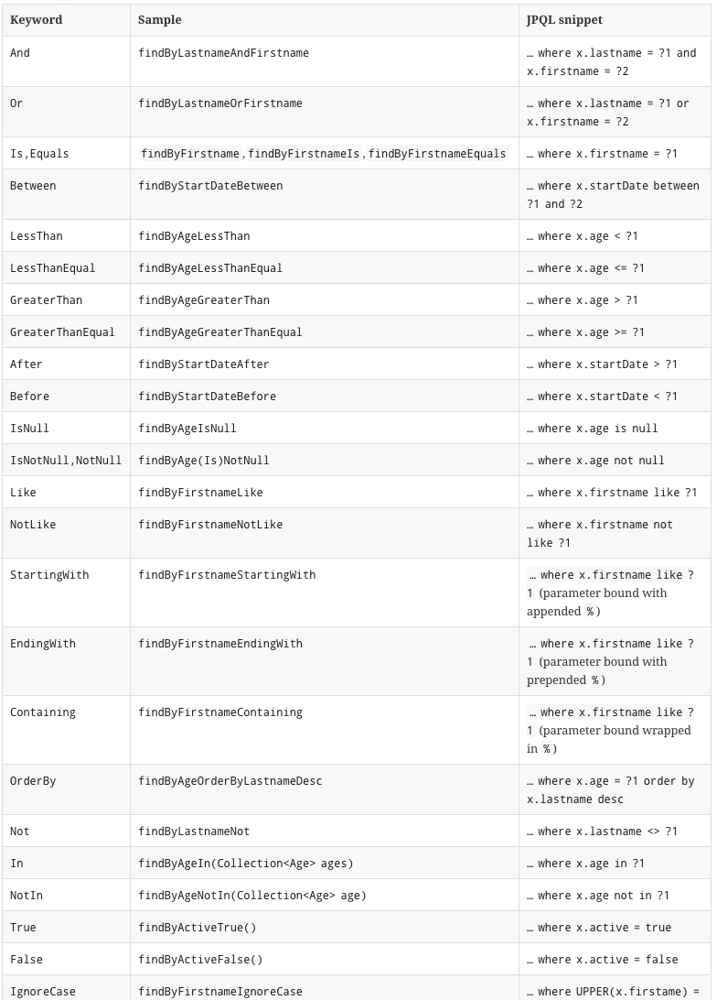 Keyword Sample JPQL snippet
And findByLastnameAndFirstname … where x.lastname = ?1 and
x.firstname = ?2
Or findByLastnameOrFirstname … where x.lastname = ?1 or
x.firstname = ?2
Is,Equals findByFirstname,findByFirstnameIs,findByFirstnameEquals … where x.firstname = ?1
Between findByStartDateBetween … where x.startDate between
?1 and ?2
LessThan findByAgeLessThan … where x.age < ?1
LessThanEqual findByAgeLessThanEqual … where x.age <= ?1
GreaterThan findByAgeGreaterThan … where x.age > ?1
GreaterThanEqual findByAgeGreaterThanEqual … where x.age >= ?1
After findByStartDateAfter … where x.startDate > ?1
Before findByStartDateBefore … where x.startDate < ?1
IsNull findByAgeIsNull … where x.age is null
IsNotNull,NotNull findByAge(Is)NotNull … where x.age not null
Like findByFirstnameLike … where x.firstname like ?1
NotLike findByFirstnameNotLike … where x.firstname not
like ?1
StartingWith findByFirstnameStartingWith … where x.firstname like ?
1 (parameter bound with
appended %)
EndingWith findByFirstnameEndingWith … where x.firstname like ?
1 (parameter bound with
prepended %)
Containing findByFirstnameContaining … where x.firstname like ?
1 (parameter bound wrapped
in %)
OrderBy findByAgeOrderByLastnameDesc … where x.age = ?1 order by
x.lastname desc
Not findByLastnameNot … where x.lastname <> ?1
In findByAgeIn(Collection<Age> ages) … where x.age in ?1
NotIn findByAgeNotIn(Collection<Age> age) … where x.age not in ?1
True findByActiveTrue() … where x.active = true
False findByActiveFalse() … where x.active = false
IgnoreCase findByFirstnameIgnoreCase … where UPPER(x.firstame) =